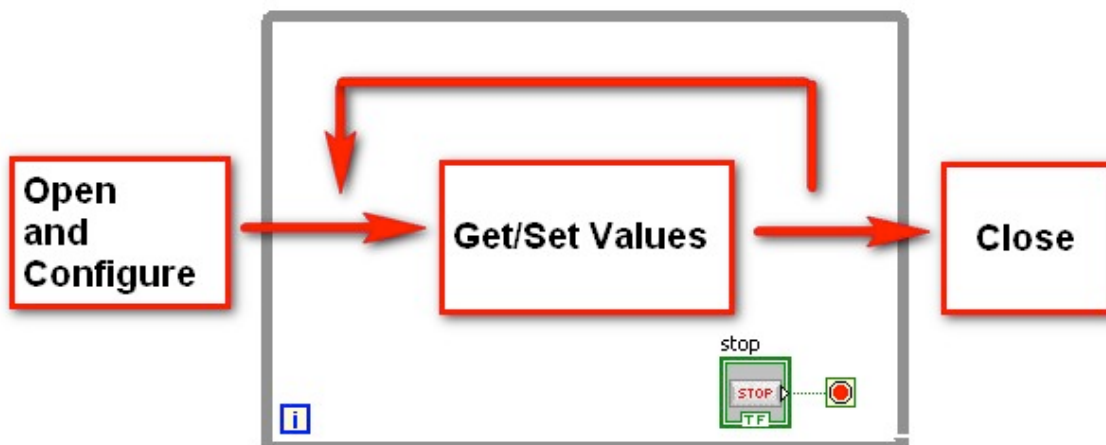 Open
and
Configure
Get/Set Values
Close
stop
STOP
TF
i